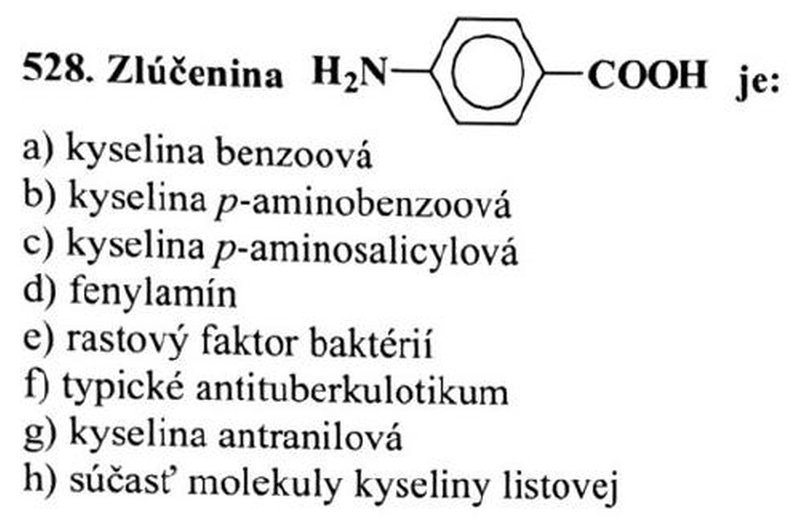 528. Zlúčenina H₂N COOH je:
a) kyselina benzoová
b) kyselina p-aminobenzoová
c) kyselina p-aminosalicylová
d) fenylamín
e) rastový faktor baktérií
f) typické antituberkulotikum
g) kyselina antranilová
h) súčasť molekuly kyseliny listovej